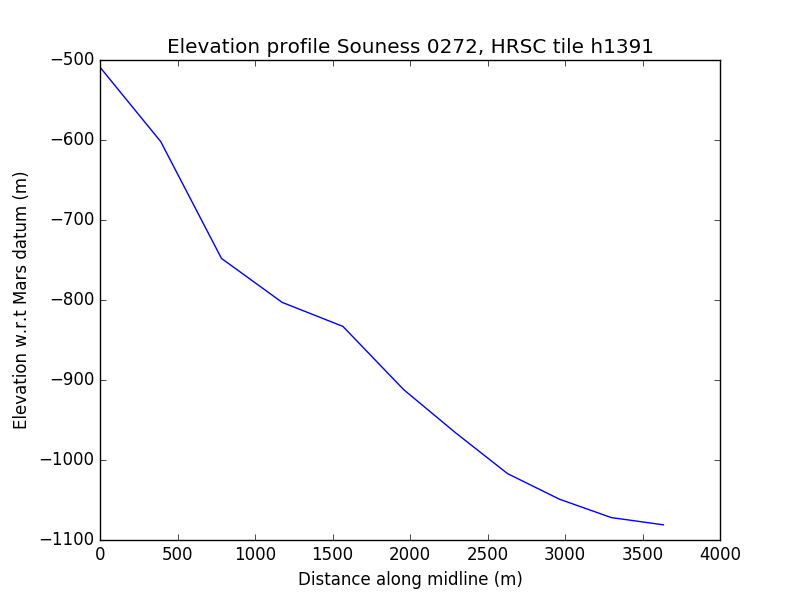 Elevation profile Souness 0272, HRSC tile h1391
−500
−600
−700
−800
−900
−1000
−1100
Elevation w.r.t Mars datum (m)
0 500 1000 1500 2000 2500 3000 3500 4000
Distance along midline (m)